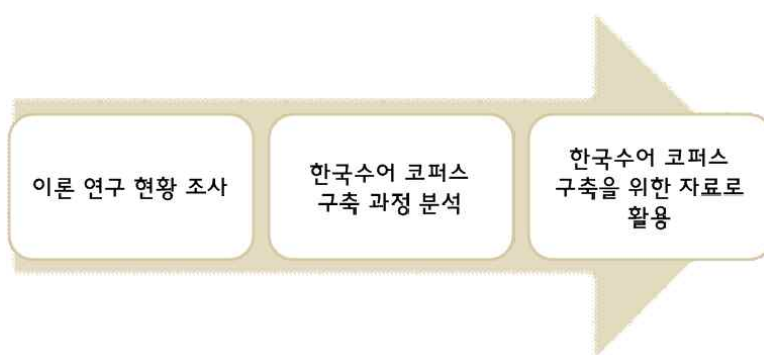 이론 연구 현황 조사
한국수어 코퍼스
구축 과정 분석
한국수어 코퍼스
구축을 위한 자료로
활용